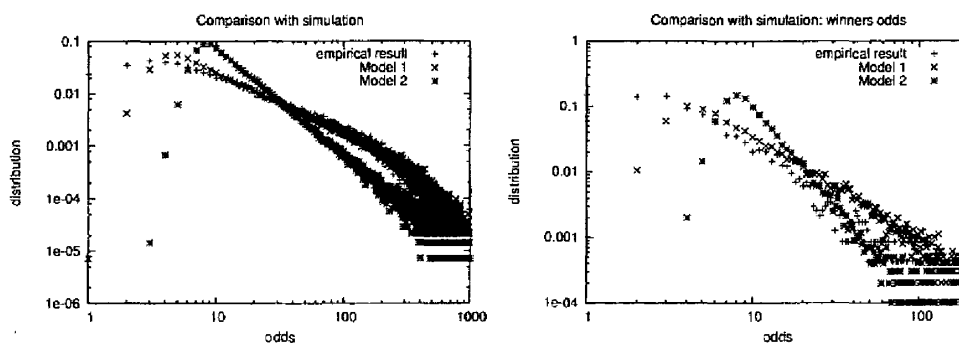 Comparison with simulation
0.1
0.01
0.001
1e-04
1e-05
1e-06
distribution
empirical result +
Model 1 ×
Model 2 ✳
1
10
100
1000
odds
Comparison with simulation: winners odds
1
0.1
0.01
0.001
1e-04
distribution
empirical result +
Model 1 ×
Model 2 ✳
1
10
100
odds